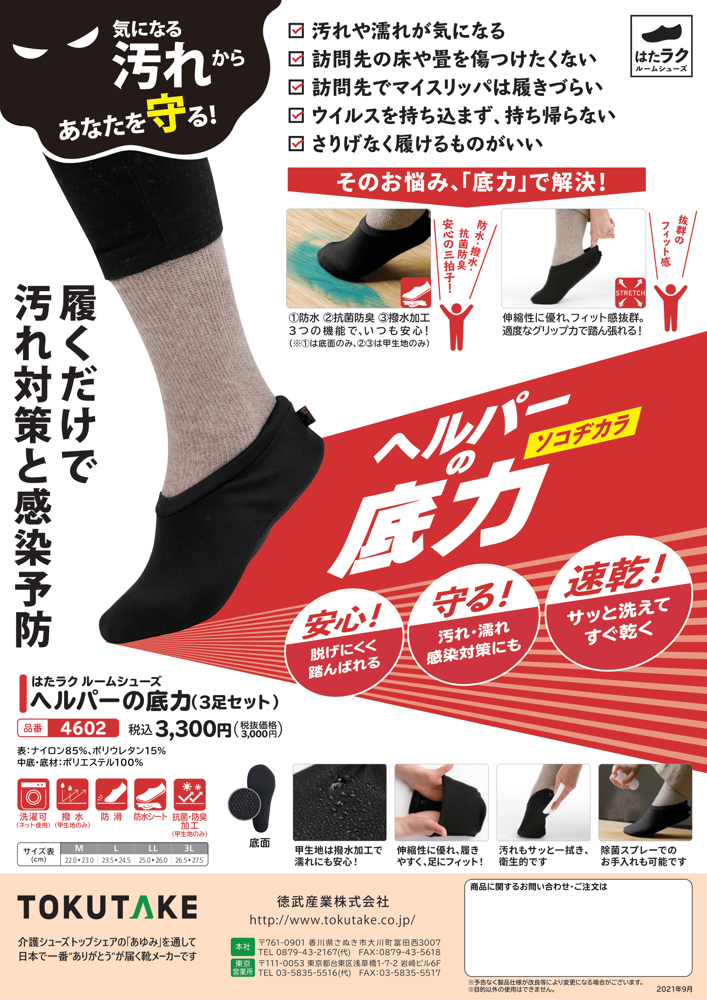 気になる
汚れから
あなたを守る!
汚れや濡れが気になる
訪問先の床や畳を傷つけたくない
訪問先でマイスリッパは履きづらい
ウイルスを持ち込まず、持ち帰らない
さりげなく履けるものがいい
はたラク
ルームシューズ
そのお悩み、「底力」で解決!
防水・撥水・
抗菌防臭
安心の三拍子!
①防水 ②抗菌防臭 ③撥水加工
3つの機能で、いつも安心!
(※①は底面のみ、②③は甲生地のみ)
STRETCH
抜群の
フィット感
伸縮性に優れ、フィット感抜群。
適度なグリップ力で踏ん張れる!
履くだけで
汚れ対策と感染予防
ヘルパー
の
底力
ソコヂカラ
安心!
脱げにくく
踏んばれる
守る!
汚れ・濡れ
感染対策にも
速乾!
サッと洗えて
すぐ乾く
はたラク ルームシューズ
ヘルパーの底力(3足セット)
品番 4602 税込3,300円(税抜価格 3,000円)
表:ナイロン85%、ポリウレタン15%
中底・底材:ポリエステル100%
洗濯可
(ネット使用)
撥水
(甲生地のみ)
防滑
防水シート
抗菌・防臭
加工
(甲生地のみ)
サイズ表
(cm)
M L LL 3L
22.0▶23.0 23.5▶24.5 25.0▶26.0 26.5▶27.5
底面
甲生地は撥水加工で
濡れにも安心!
伸縮性に優れ、履き
やすく、足にフィット!
汚れもサッと一拭き、
衛生的です
除菌スプレーでの
お手入れも可能です
TOKUTAKE
介護シューズトップシェアの「あゆみ」を通して
日本で一番“ありがとう”が届く靴メーカーです
徳武産業株式会社
http://www.tokutake.co.jp/
本社
〒761-0901 香川県さぬき市大川町富田西3007
TEL 0879-43-2167(代) FAX:0879-43-5618
東京
営業所
〒111-0053 東京都台東区浅草橋1-7-2 岩崎ビル6F
TEL 03-5835-5516(代) FAX:03-5835-5517
商品に関するお問い合わせ・ご注文は
※予告なく製品仕様が改良等により変更になる場合がございます。
※目的以外の使用はできません。
2021年9月